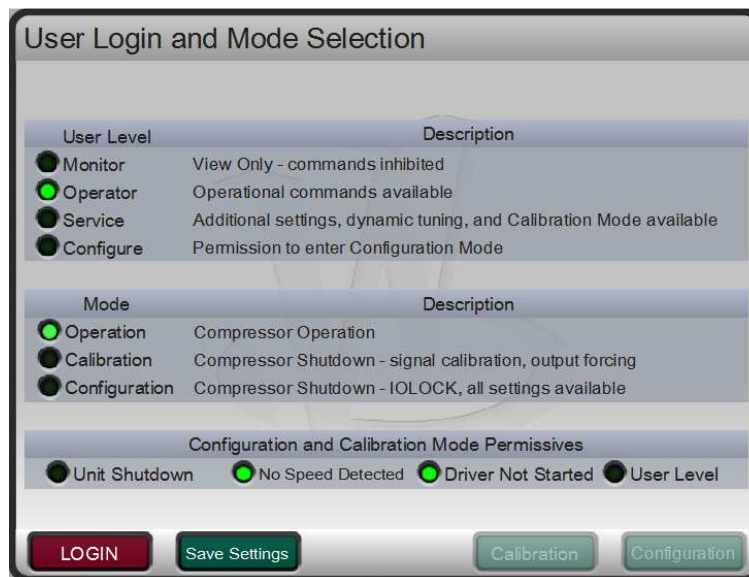 User Login and Mode Selection
User Level Description
Monitor View Only - commands inhibited
Operator Operational commands available
Service Additional settings, dynamic tuning, and Calibration Mode available
Configure Permission to enter Configuration Mode
Mode Description
Operation Compressor Operation
Calibration Compressor Shutdown - signal calibration, output forcing
Configuration Compressor Shutdown - IOLOCK, all settings available
Configuration and Calibration Mode Permissives
Unit Shutdown No Speed Detected Driver Not Started User Level
LOGIN Save Settings Calibration Configuration